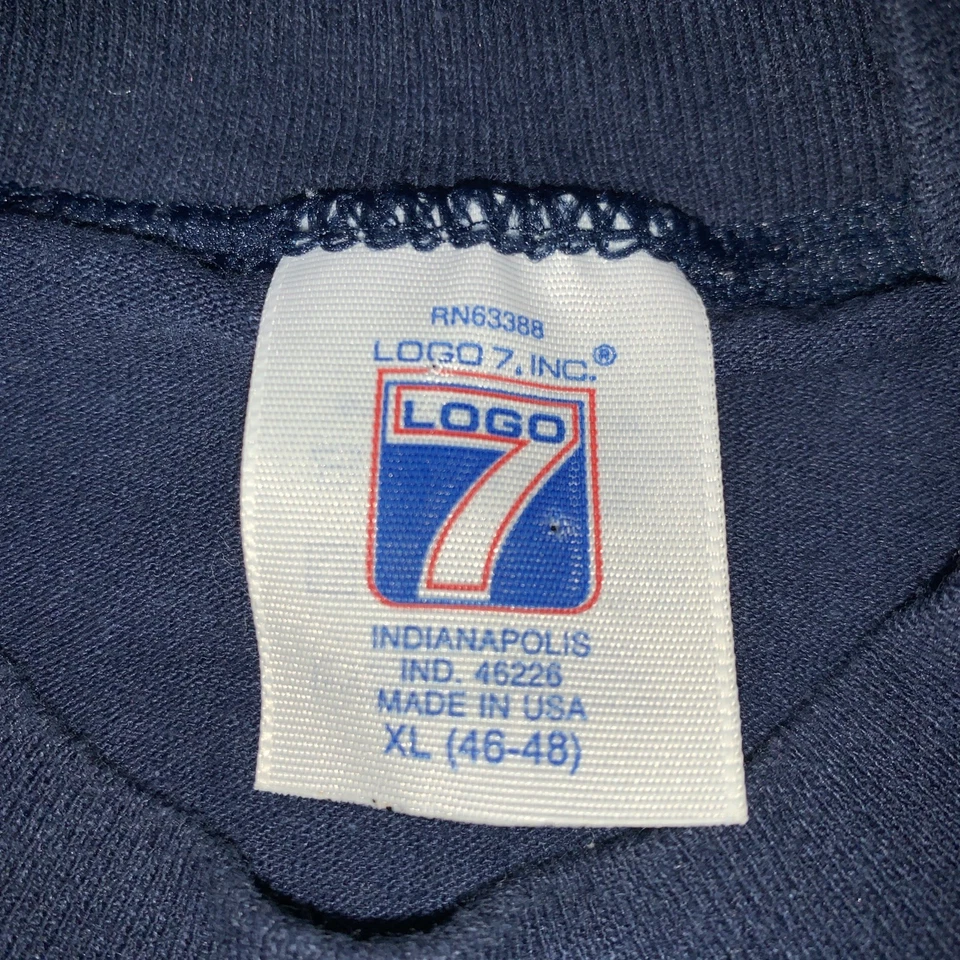 RN63388
LOGO 7, INC.®
LOGO
7
INDIANAPOLIS
IND. 46226
MADE IN USA
XL (46-48)